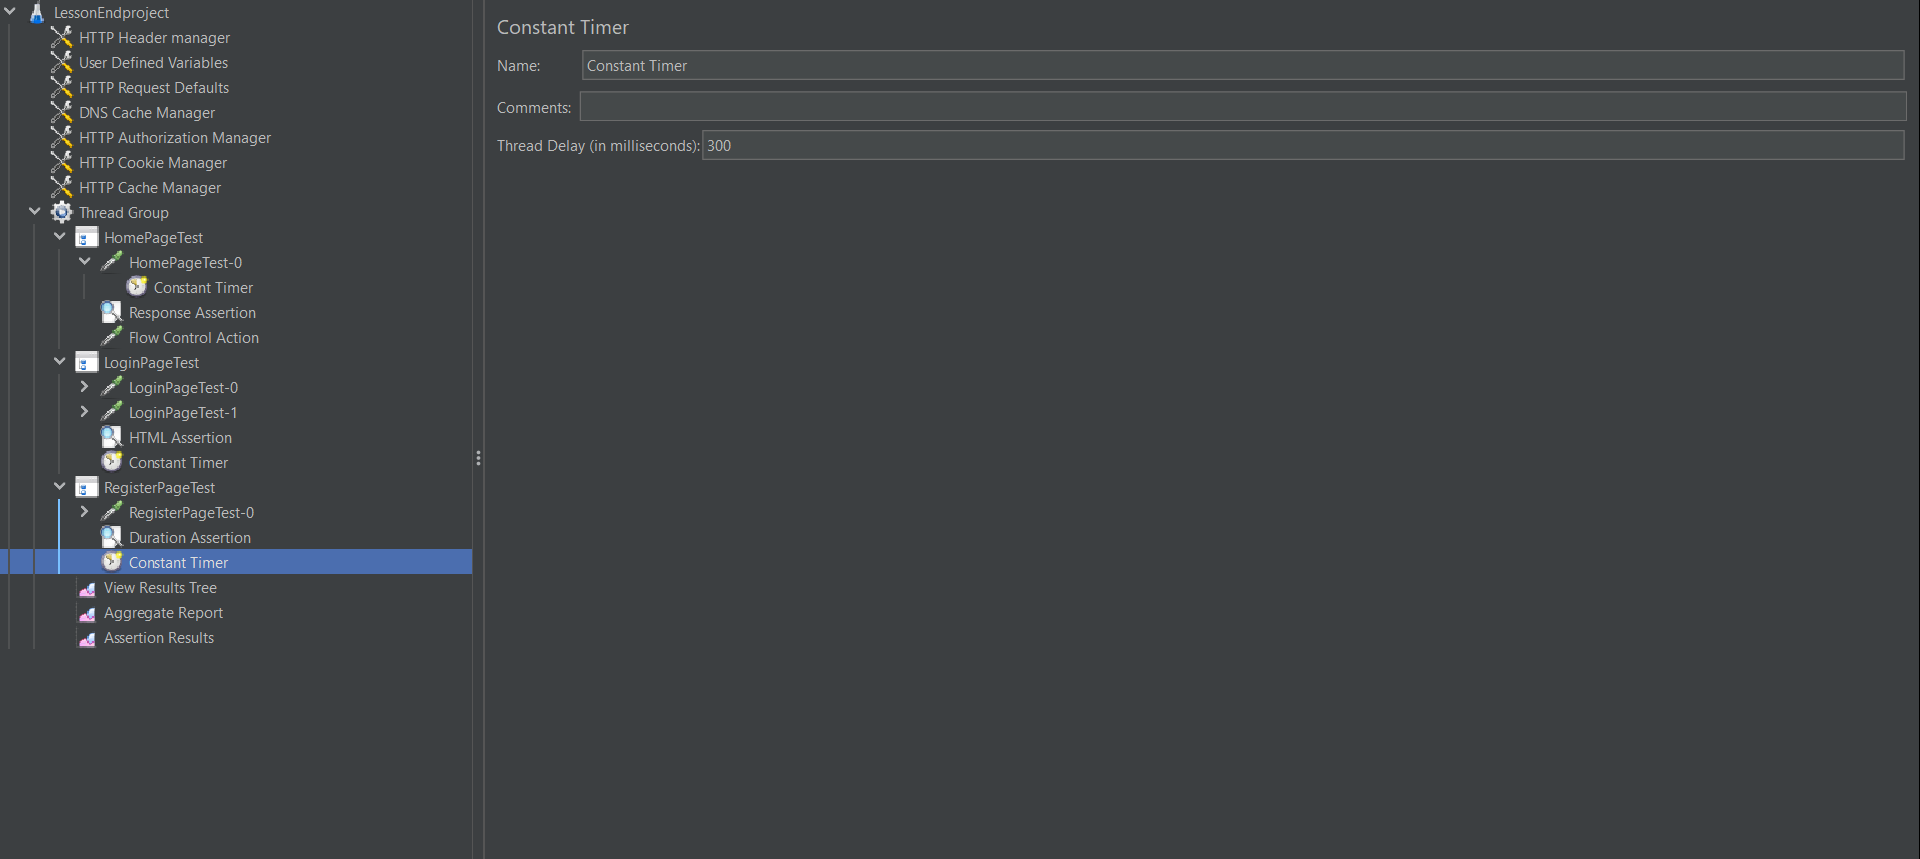 LessonEndproject
HTTP Header manager
User Defined Variables
HTTP Request Defaults
DNS Cache Manager
HTTP Authorization Manager
HTTP Cookie Manager
HTTP Cache Manager
Thread Group
HomePageTest
HomePageTest-0
Constant Timer
Response Assertion
Flow Control Action
LoginPageTest
LoginPageTest-0
LoginPageTest-1
HTML Assertion
Constant Timer
RegisterPageTest
RegisterPageTest-0
Duration Assertion
Constant Timer
View Results Tree
Aggregate Report
Assertion Results
Constant Timer
Name: Constant Timer
Comments:
Thread Delay (in milliseconds): 300